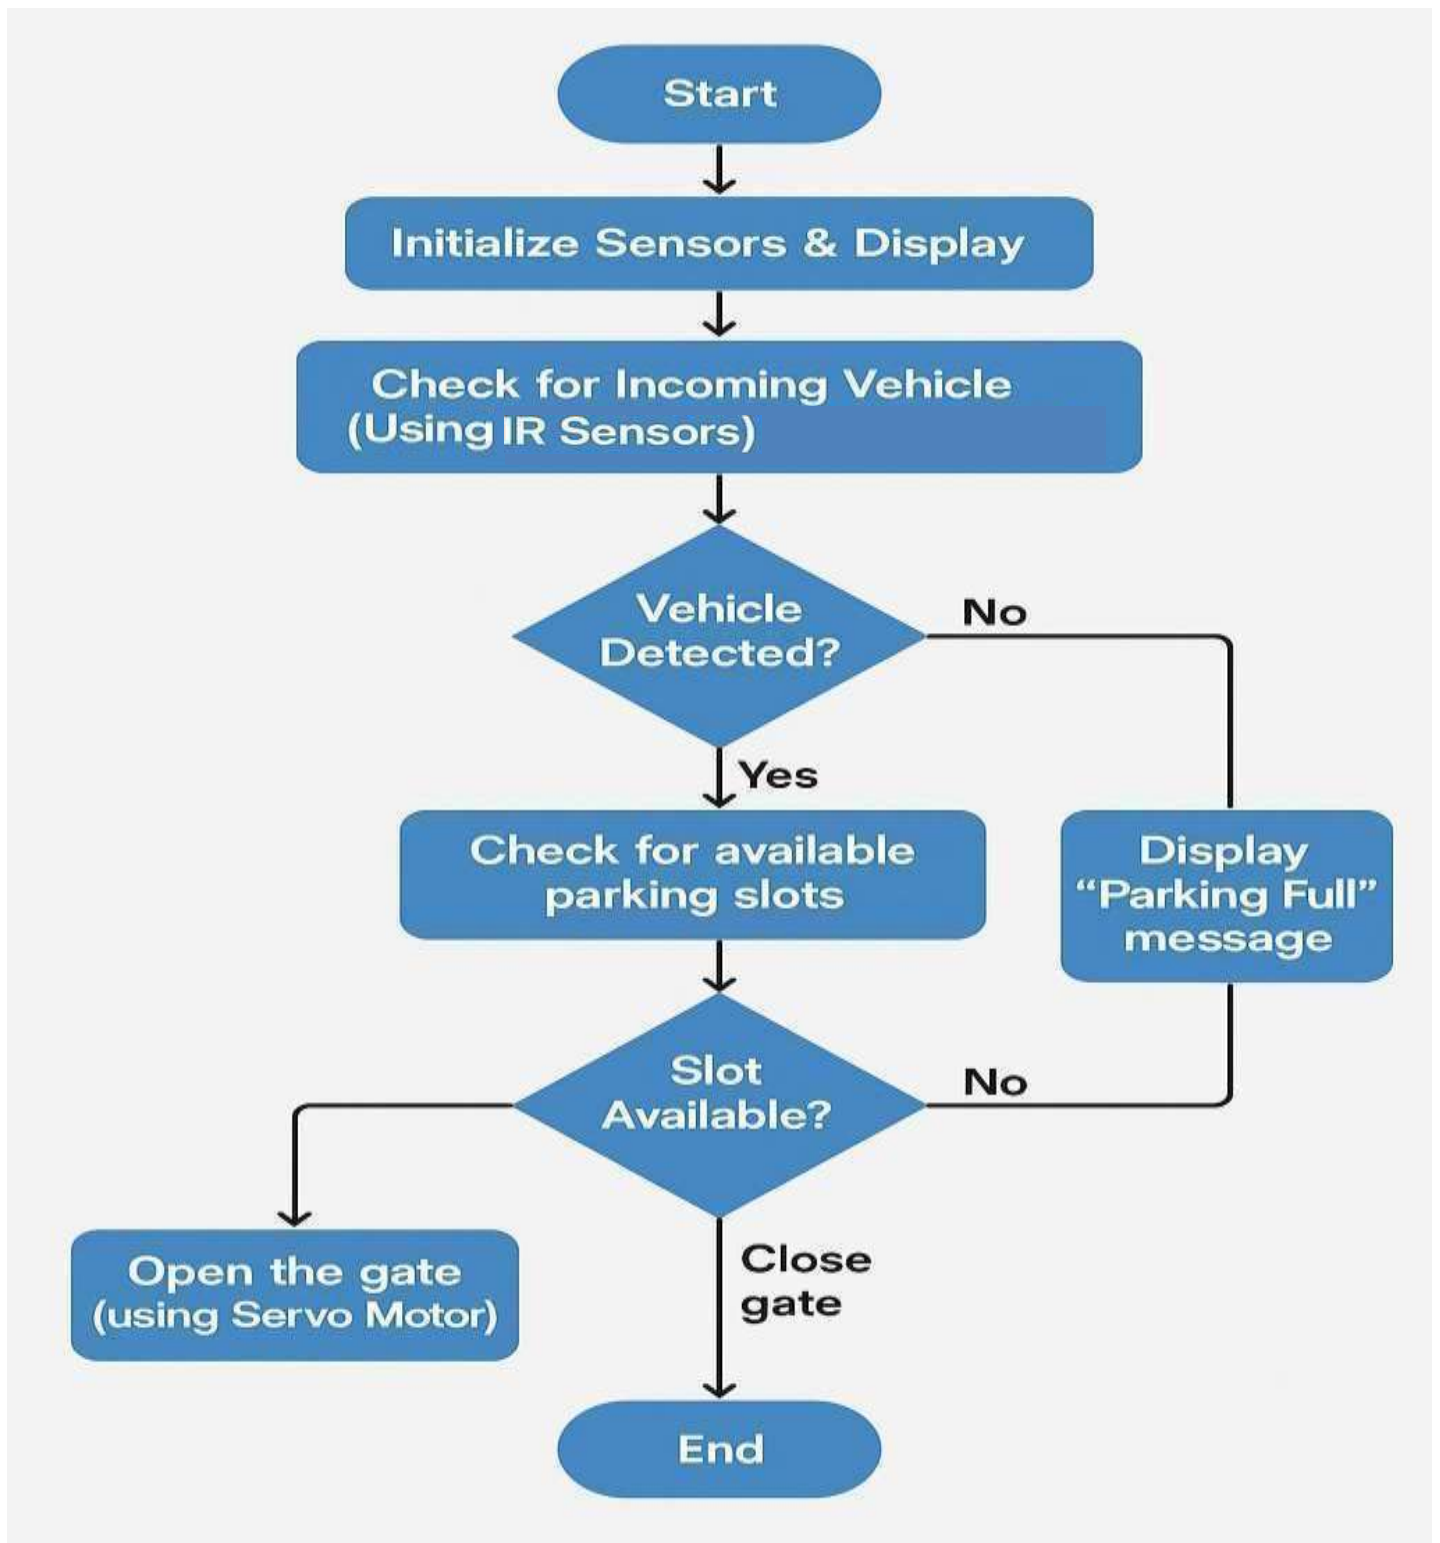 Start
Initialize Sensors & Display
Check for Incoming Vehicle
(Using IR Sensors)
Vehicle
Detected?
No
Yes
Check for available
parking slots
Display
“Parking Full”
message
Slot
Available?
No
Open the gate
(using Servo Motor)
Close
gate
End